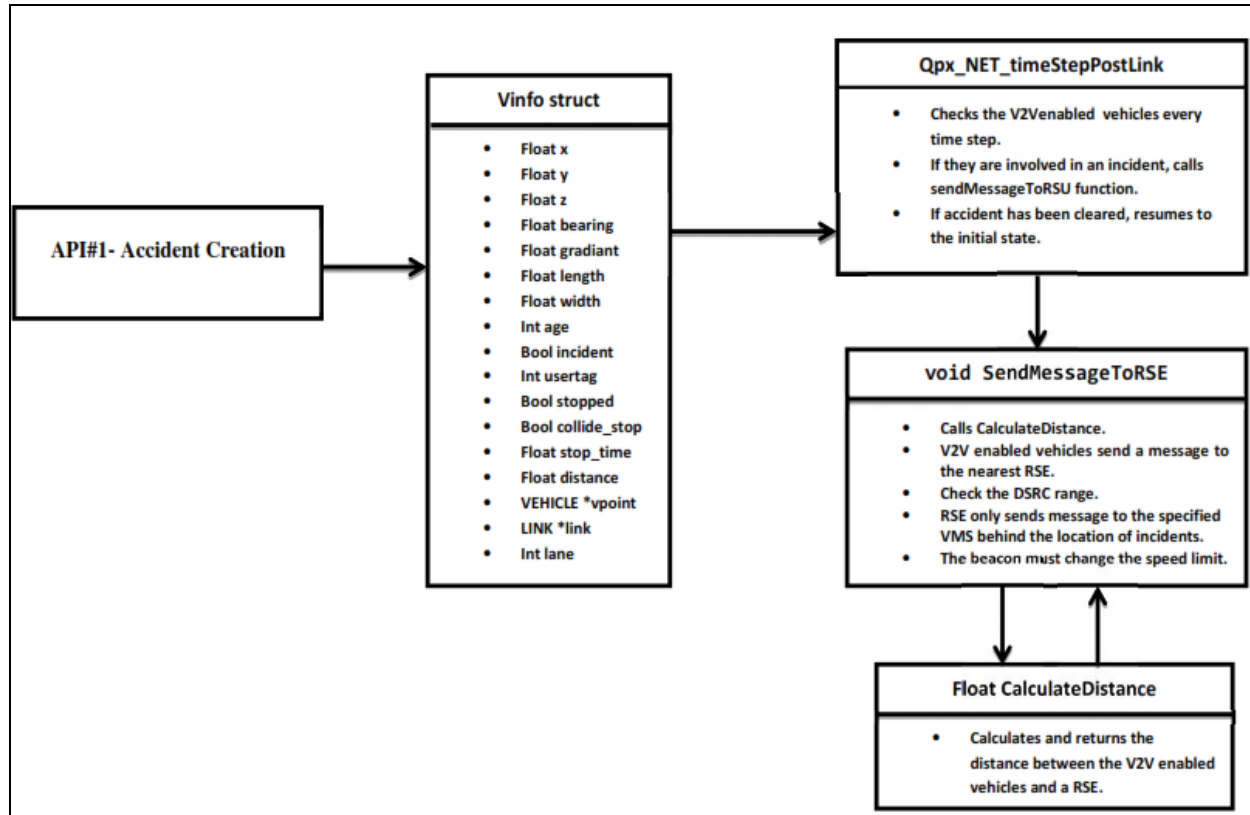 API#1- Accident Creation
Vinfo struct
• Float x
• Float y
• Float z
• Float bearing
• Float gradiant
• Float length
• Float width
• Int age
• Bool incident
• Int usertag
• Bool stopped
• Bool collide_stop
• Float stop_time
• Float distance
• VEHICLE *vpoint
• LINK *link
• Int lane
Qpx_NET_timeStepPostLink
• Checks the V2Venabled vehicles every
time step.
• If they are involved in an incident, calls
sendMessageToRSU function.
• If accident has been cleared, resumes to
the initial state.
void SendMessageToRSE
• Calls CalculateDistance.
• V2V enabled vehicles send a message to
the nearest RSE.
• Check the DSRC range.
• RSE only sends message to the specified
VMS behind the location of incidents.
• The beacon must change the speed limit.
Float CalculateDistance
• Calculates and returns the
distance between the V2V enabled
vehicles and a RSE.